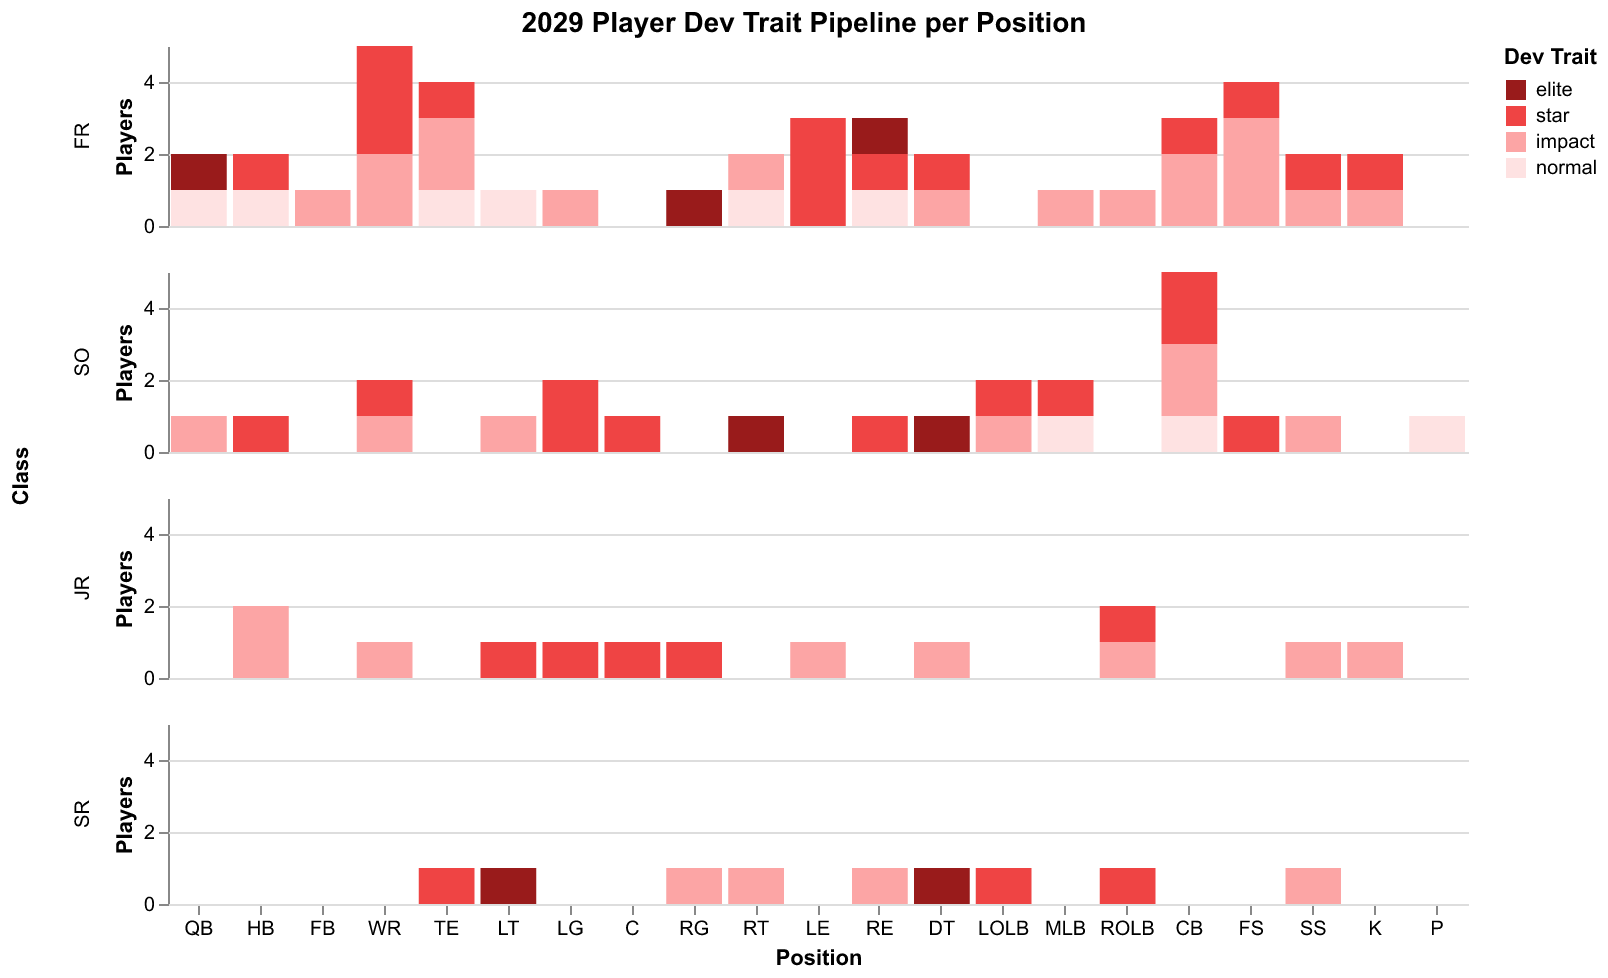 2029 Player Dev Trait Pipeline per Position
Dev Trait
elite
star
impact
normal
Class
FR
Players
4
2
0
SO
Players
4
2
0
JR
Players
4
2
0
SR
Players
4
2
0
QB HB FB WR TE LT LG C RG RT LE RE DT LOLB MLB ROLB CB FS SS K P
Position